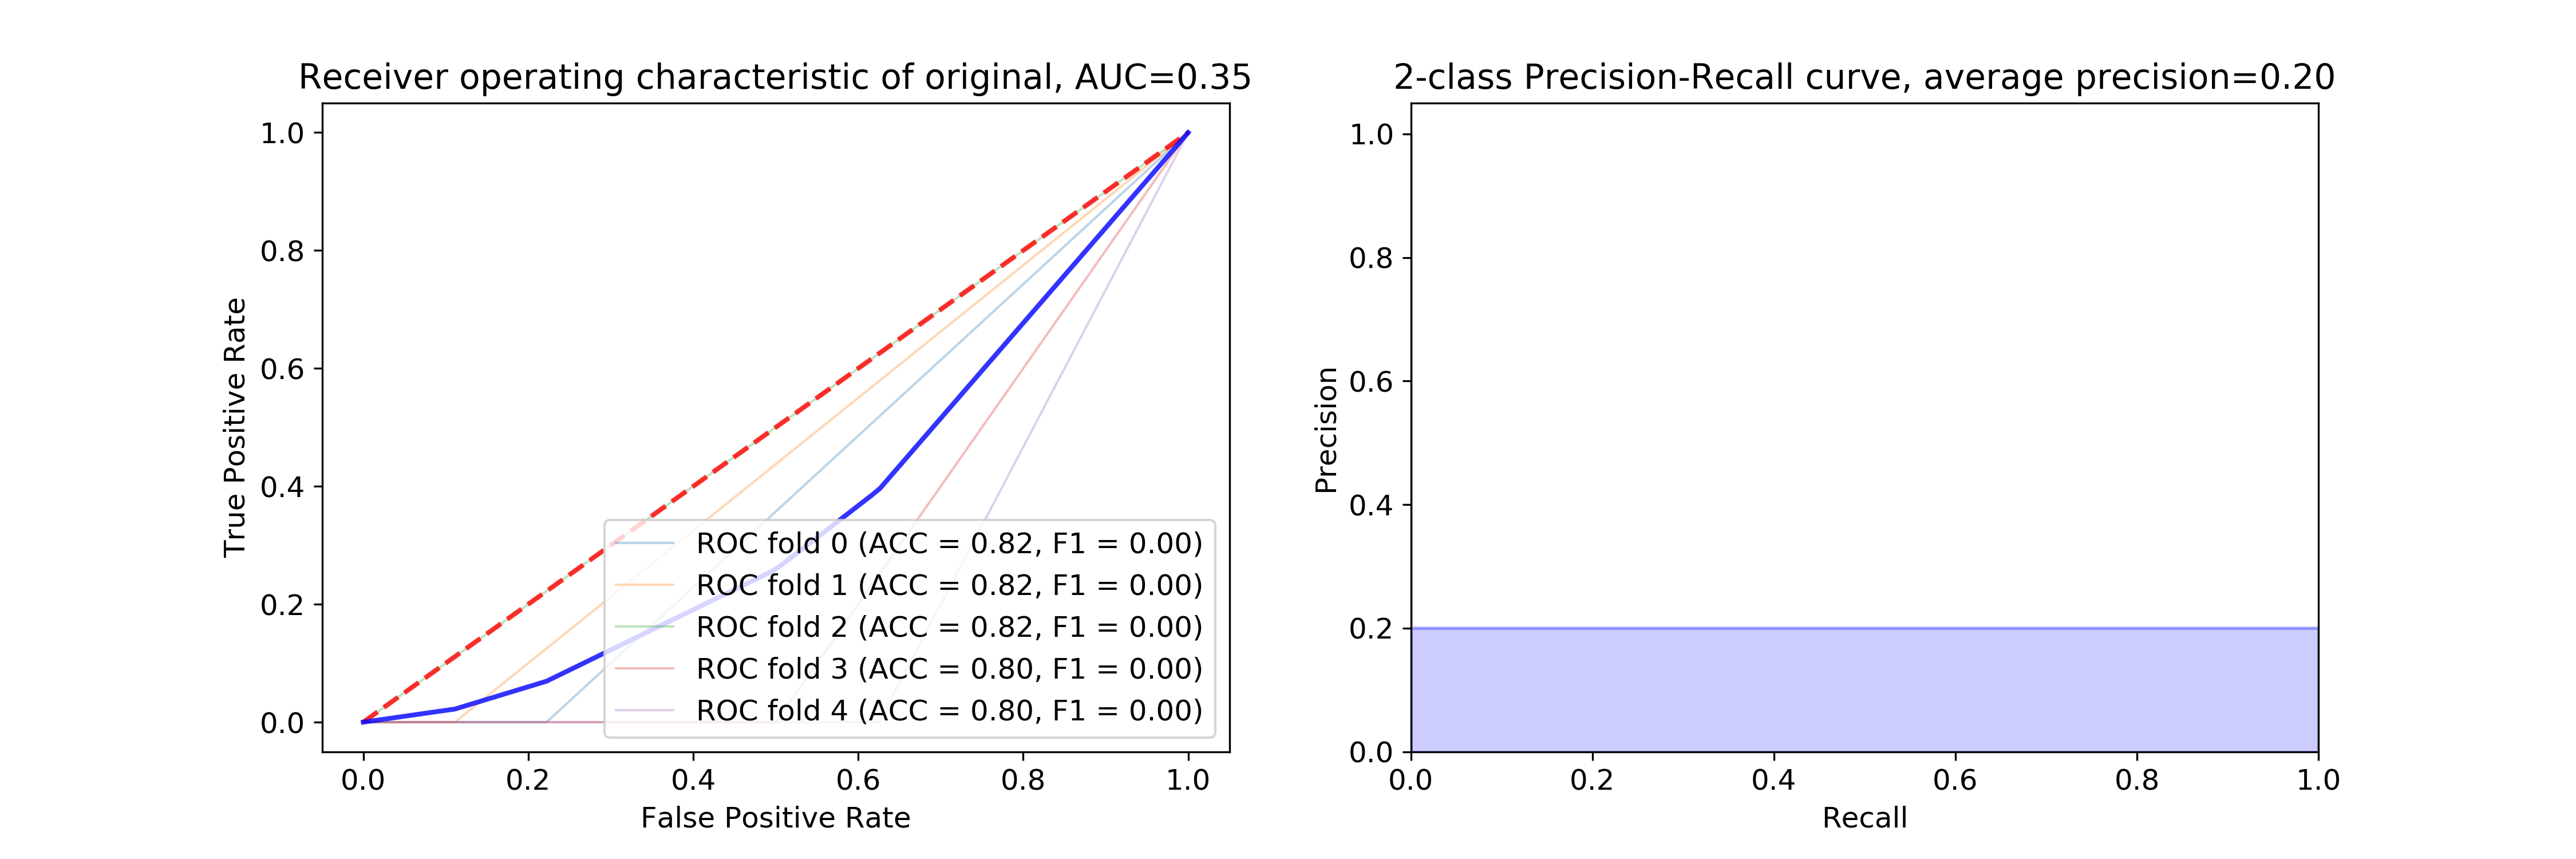 Receiver operating characteristic of original, AUC=0.35
1.0
0.8
0.6
0.4
0.2
0.0
True Positive Rate
ROC fold 0 (ACC = 0.82, F1 = 0.00)
ROC fold 1 (ACC = 0.82, F1 = 0.00)
ROC fold 2 (ACC = 0.82, F1 = 0.00)
ROC fold 3 (ACC = 0.80, F1 = 0.00)
ROC fold 4 (ACC = 0.80, F1 = 0.00)
0.0 0.2 0.4 0.6 0.8 1.0
False Positive Rate
2-class Precision-Recall curve, average precision=0.20
1.0
0.8
0.6
0.4
0.2
0.0
Precision
0.0 0.2 0.4 0.6 0.8 1.0
Recall